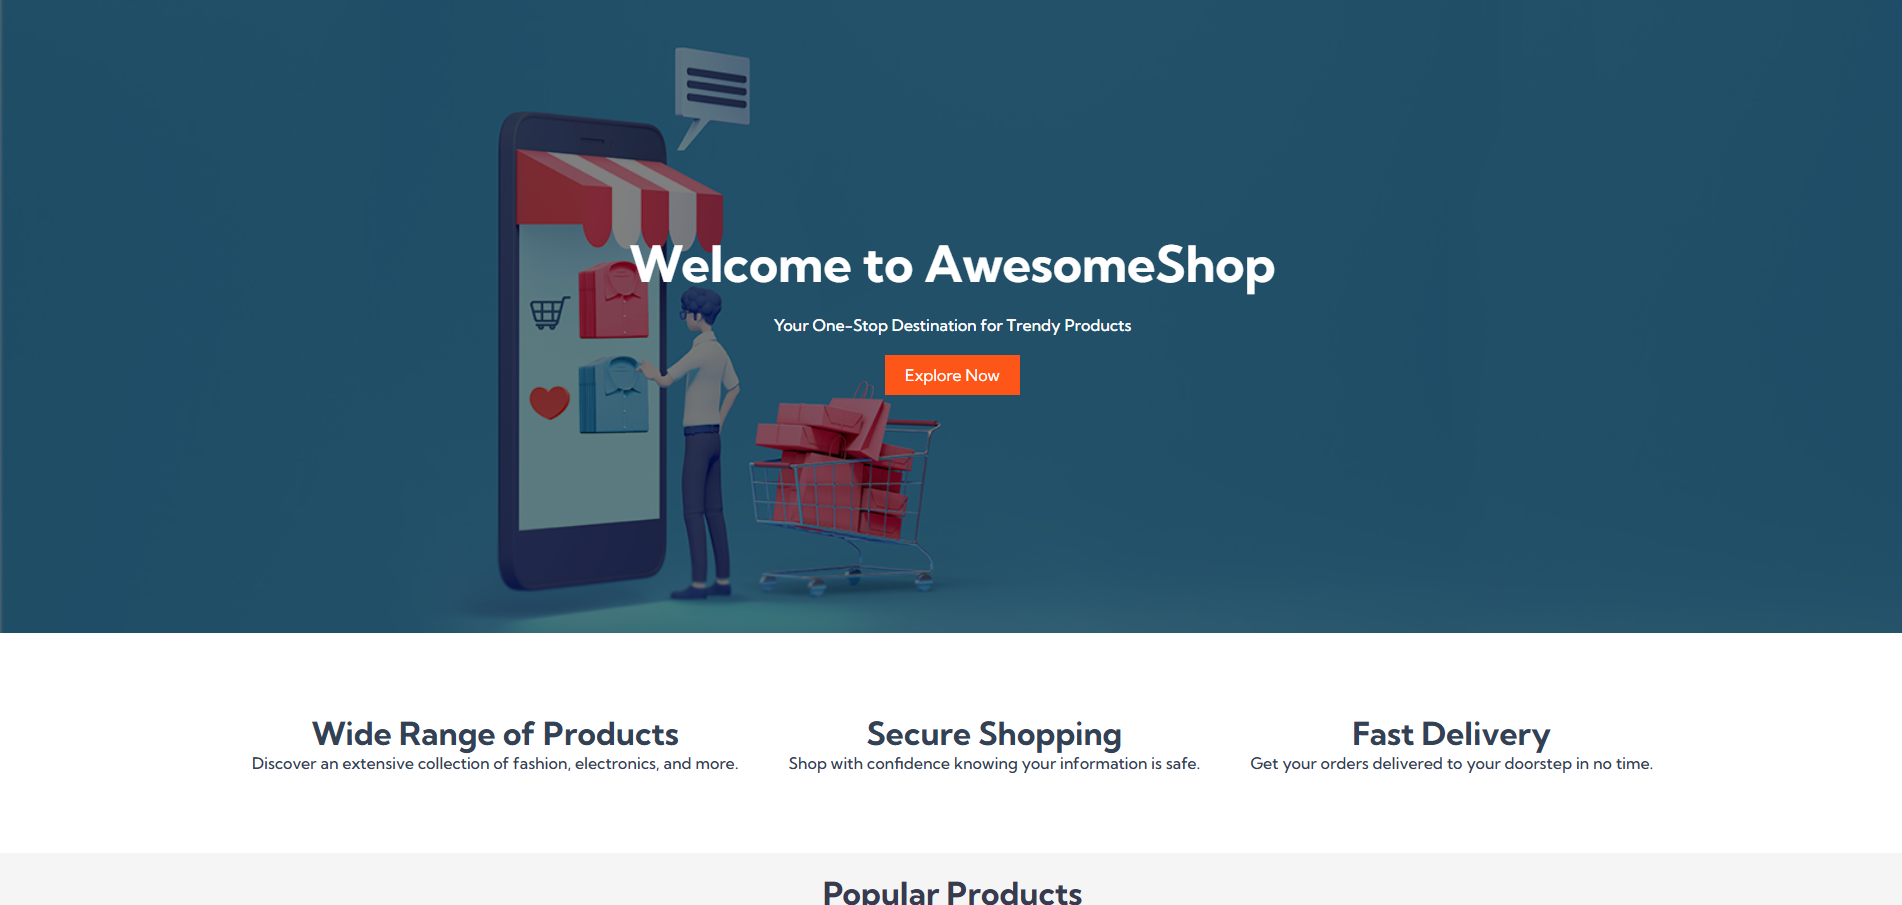 Welcome to AwesomeShop
Your One-Stop Destination for Trendy Products
Explore Now
Wide Range of Products
Discover an extensive collection of fashion, electronics, and more.
Secure Shopping
Shop with confidence knowing your information is safe.
Fast Delivery
Get your orders delivered to your doorstep in no time.
Popular Products